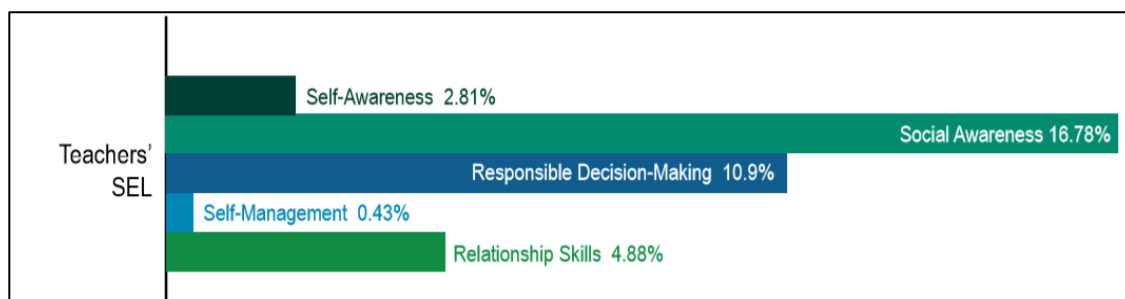 Teachers'
SEL
Self-Awareness 2.81%
Social Awareness 16.78%
Responsible Decision-Making 10.9%
Self-Management 0.43%
Relationship Skills 4.88%